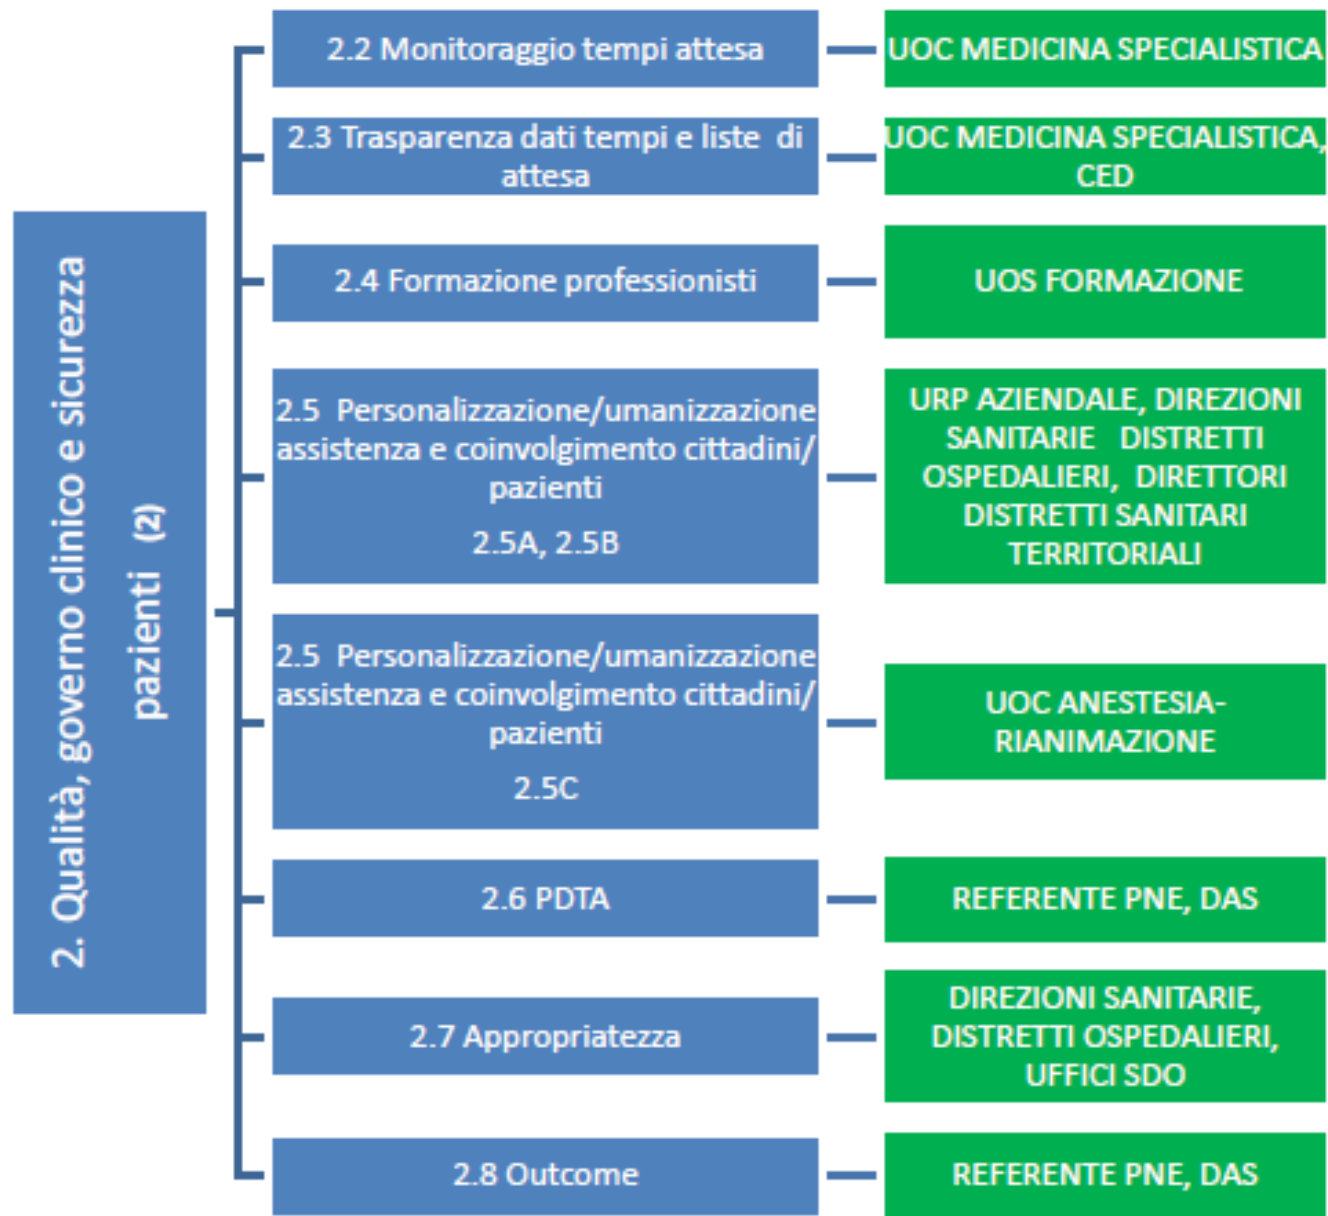 2. Qualità, governo clinico e sicurezza
pazienti (2)
2.2 Monitoraggio tempi attesa
UOC MEDICINA SPECIALISTICA
2.3 Trasparenza dati tempi e liste di
attesa
UOC MEDICINA SPECIALISTICA,
CED
2.4 Formazione professionisti
UOS FORMAZIONE
2.5 Personalizzazione/umanizzazione
assistenza e coinvolgimento cittadini/
pazienti
2.5A, 2.5B
URP AZIENDALE, DIREZIONI
SANITARIE DISTRETTI
OSPEDALIERI, DIRETTORI
DISTRETTI SANITARI
TERRITORIALI
2.5 Personalizzazione/umanizzazione
assistenza e coinvolgimento cittadini/
pazienti
2.5C
UOC ANESTESIA-
RIANIMAZIONE
2.6 PDTA
REFERENTE PNE, DAS
2.7 Appropriatezza
DIREZIONI SANITARIE,
DISTRETTI OSPEDALIERI,
UFFICI SDO
2.8 Outcome
REFERENTE PNE, DAS